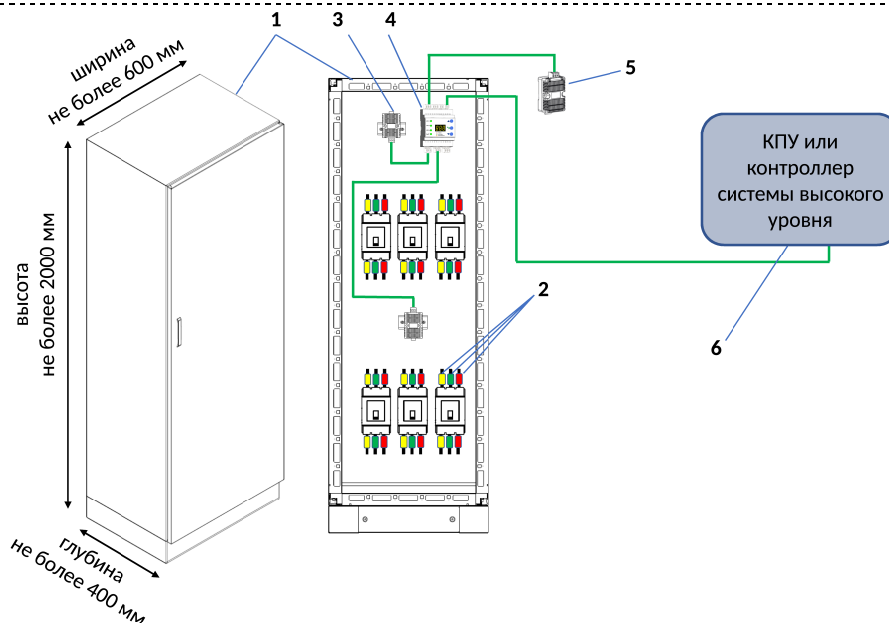 1
3
4
5
ширина
не более 600 мм
КПУ или
контроллер
системы высокого
уровня
высота
не более 2000 мм
2
6
глубина
не более 400 мм